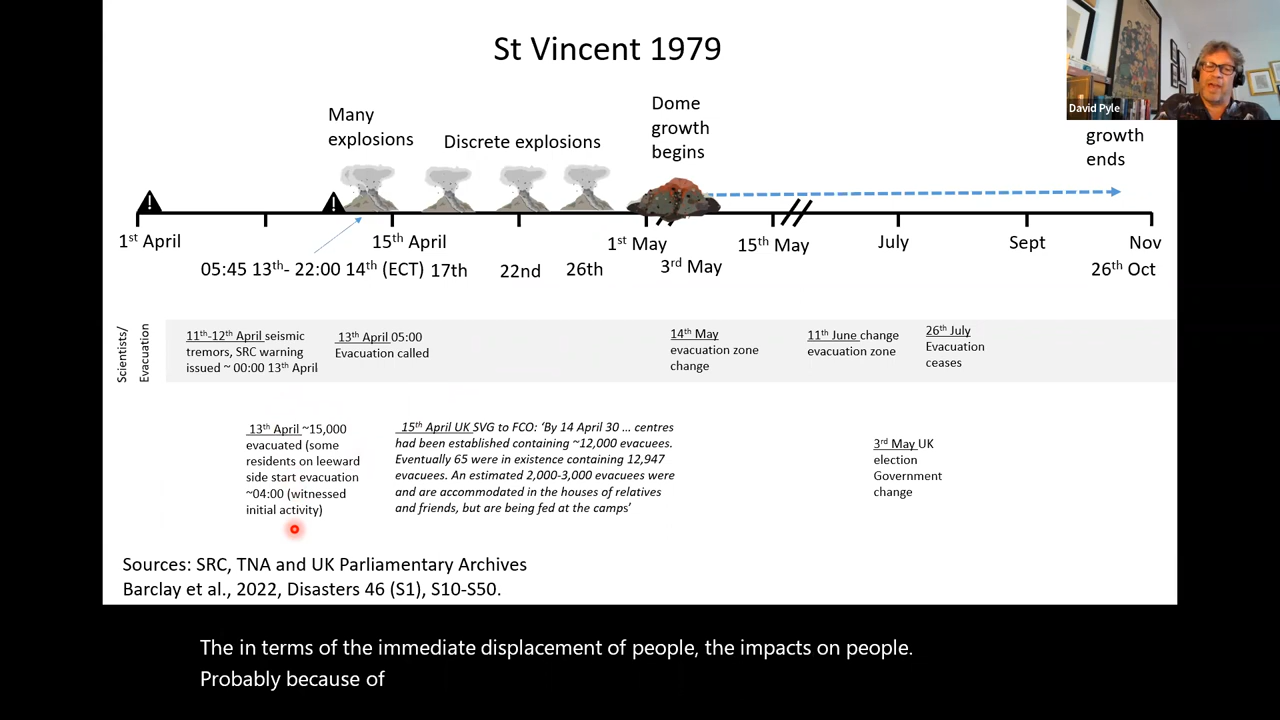 St Vincent 1979
David Pyle
Many
explosions
Discrete explosions
Dome
growth
begins
growth
ends
1st April
15th April
1st May
15th May
July
Sept
Nov
05:45 13th- 22:00 14th (ECT)
17th
22nd
26th
3rd May
26th Oct
Scientists/
Evacuation
11th-12th April seismic
tremors, SRC warning
issued ~ 00:00 13th April
13th April 05:00
Evacuation called
14th May
evacuation zone
change
11th June change
evacuation zone
26th July
Evacuation
ceases
13th April ~15,000
evacuated (some
residents on leeward
side start evacuation
~04:00 (witnessed
initial activity)
15th April UK SVG to FCO: ‘By 14 April 30 … centres
had been established containing ~12,000 evacuees.
Eventually 65 were in existence containing 12,947
evacuees. An estimated 2,000-3,000 evacuees were
and are accommodated in the houses of relatives
and friends, but are being fed at the camps’
3rd May UK
election
Government
change
Sources: SRC, TNA and UK Parliamentary Archives
Barclay et al., 2022, Disasters 46 (S1), S10-S50.
The in terms of the immediate displacement of people, the impacts on people.
Probably because of